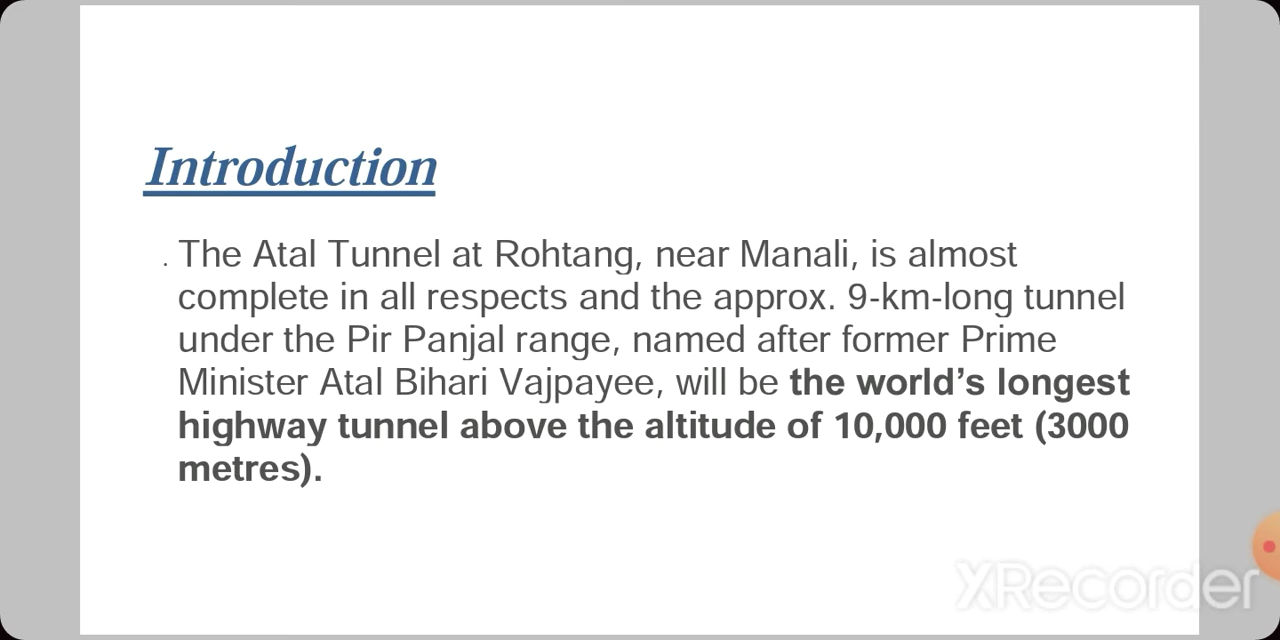 Introduction
. The Atal Tunnel at Rohtang, near Manali, is almost
complete in all respects and the approx. 9-km-long tunnel
under the Pir Panjal range, named after former Prime
Minister Atal Bihari Vajpayee, will be the world’s longest
highway tunnel above the altitude of 10,000 feet (3000
metres).
XRecorder